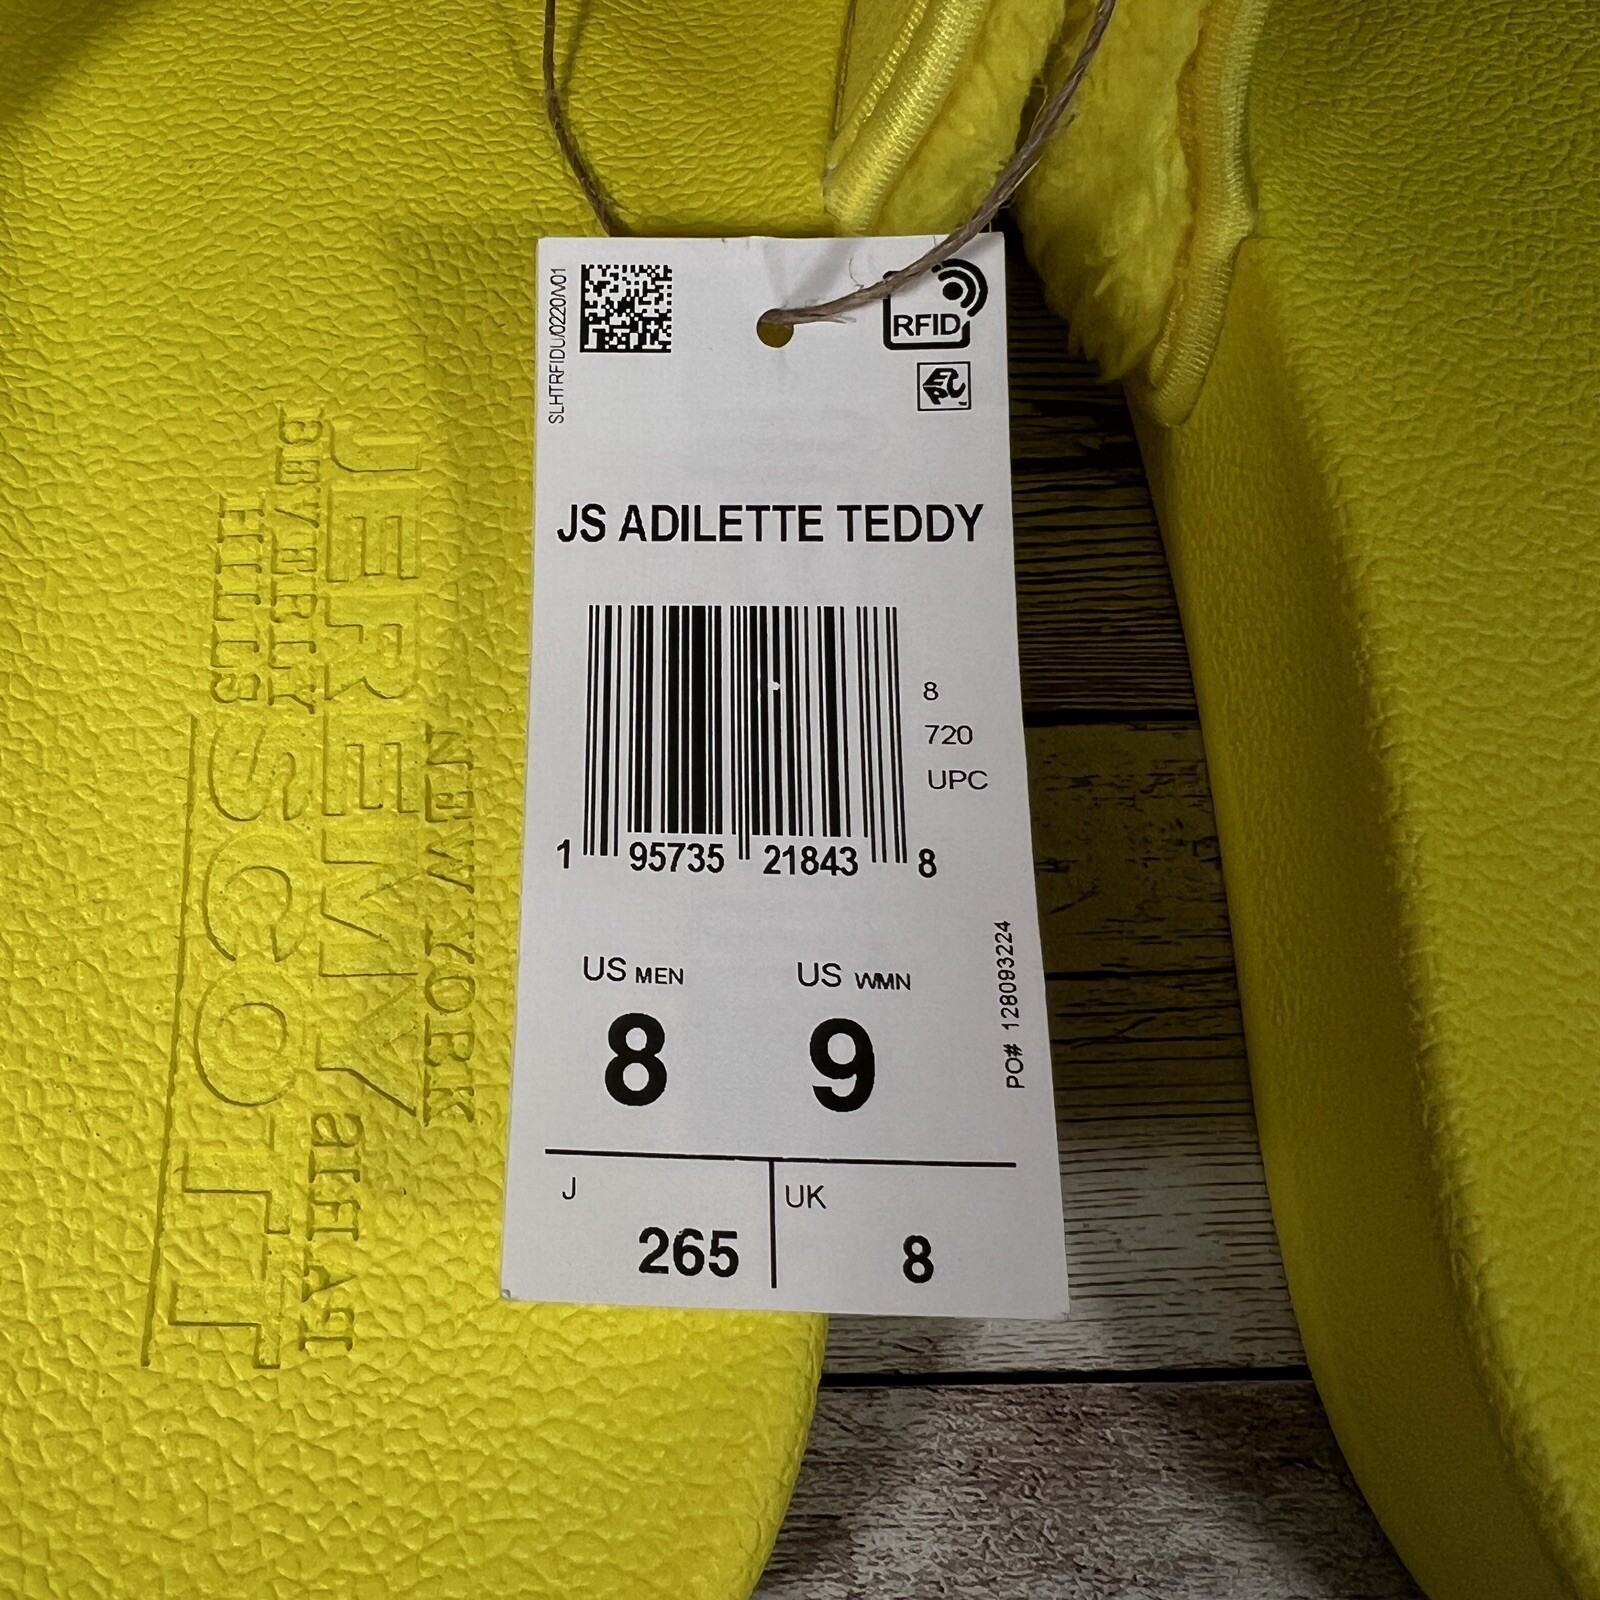 SLHTRFIDU/0220/V01
RFID
EPC
JS ADILETTE TEDDY
8
720
UPC
1 95735 21843 8
US MEN
8
US WMN
9
PO# 128093224
J
265
UK
8
NEW YORK
JEREMY
BEVERLY
HILLS
SCOTT